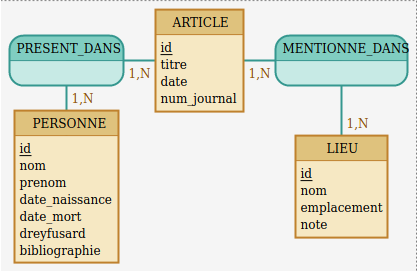 ARTICLE
id
titre
date
num_journal
PRESENT_DANS
MENTIONNE_DANS
1,N
1,N
1,N
1,N
PERSONNE
id
nom
prenom
date_naissance
date_mort
dreyfusard
bibliographie
LIEU
id
nom
emplacement
note